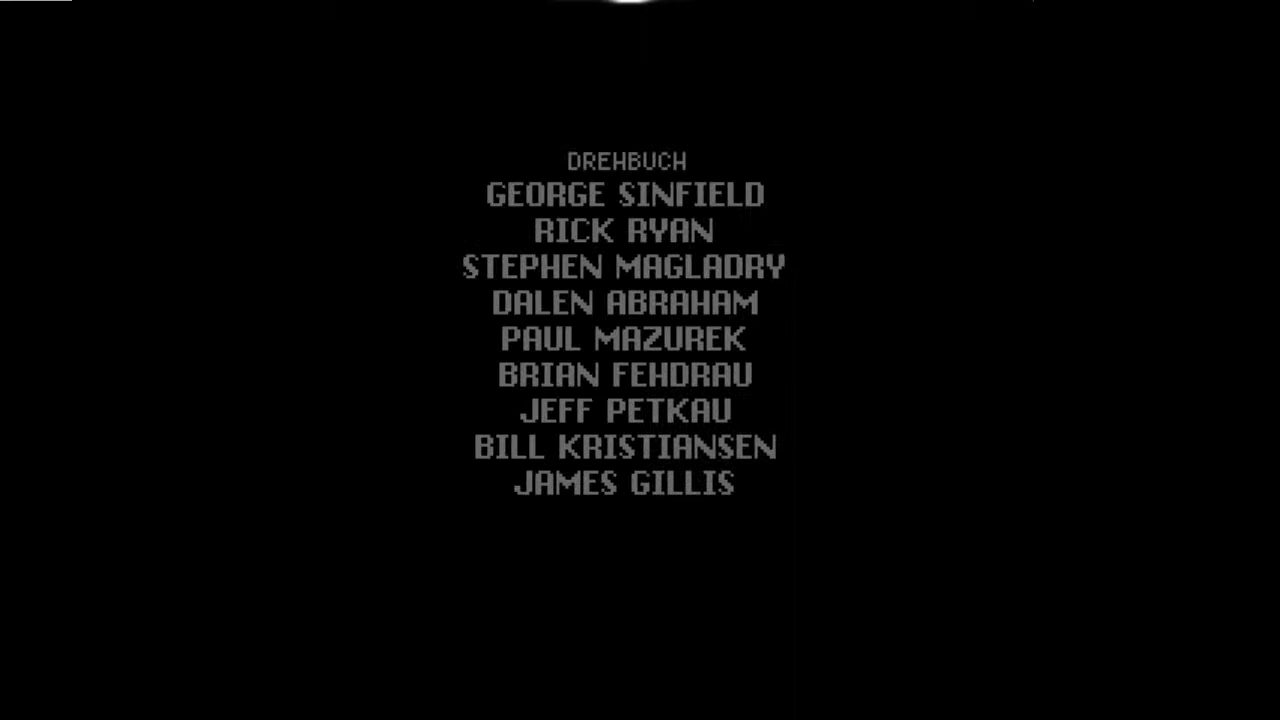 DREHBUCH
GEORGE SINFIELD
RICK RYAN
STEPHEN MAGLADRY
DALEN ABRAHAM
PAUL MAZUREK
BRIAN FEHDRAU
JEFF PETKAU
BILL KRISTIANSEN
JAMES GILLIS